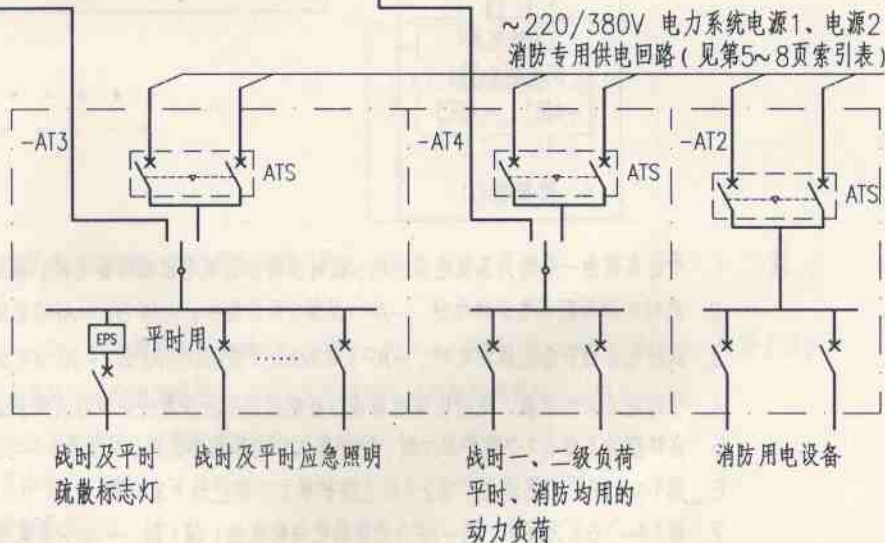 ~220/380V 电力系统电源1、电源2
消防专用供电回路(见第5~8页索引表)
-AT3
ATS
-AT4
ATS
-AT2
ATS
EPS
平时用
战时及平时
疏散标志灯
战时及平时应急照明
战时一、二级负荷
平时、消防均用的
动力负荷
消防用电设备